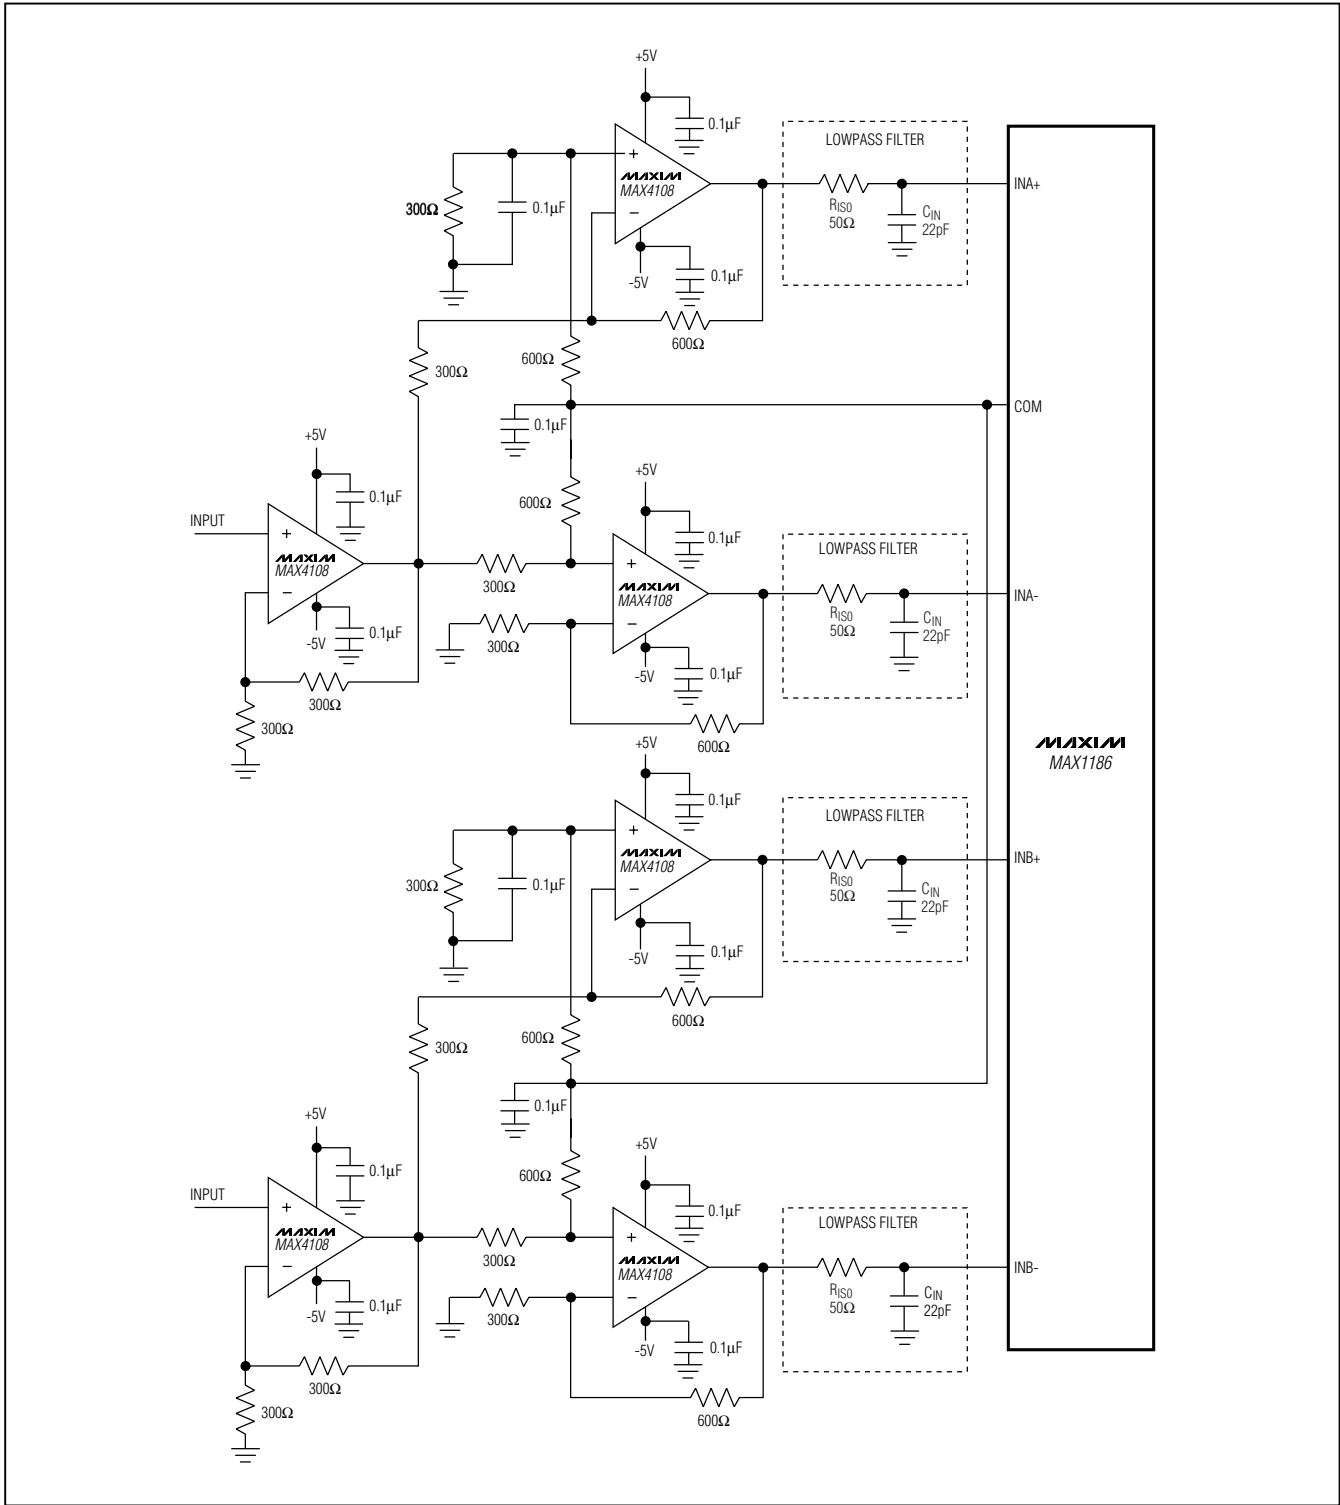 +5V
0.1μF
LOWPASS FILTER
+
MAXIM
MAX4108
INA+
300Ω
0.1μF
−
RISO
50Ω
CIN
22pF
-5V
0.1μF
600Ω
300Ω
600Ω
COM
0.1μF
+5V
0.1μF
600Ω
+5V
0.1μF
INPUT
+
MAXIM
MAX4108
−
LOWPASS FILTER
300Ω
+
MAXIM
MAX4108
INA-
-5V
0.1μF
300Ω
−
RISO
50Ω
CIN
22pF
-5V
0.1μF
300Ω
300Ω
600Ω
MAXIM
MAX1186
+5V
0.1μF
LOWPASS FILTER
+
MAXIM
MAX4108
INB+
300Ω
0.1μF
−
RISO
50Ω
CIN
22pF
-5V
0.1μF
600Ω
300Ω
600Ω
0.1μF
+5V
0.1μF
600Ω
+5V
0.1μF
INPUT
+
MAXIM
MAX4108
−
LOWPASS FILTER
300Ω
+
MAXIM
MAX4108
INB-
-5V
0.1μF
300Ω
−
RISO
50Ω
CIN
22pF
-5V
0.1μF
300Ω
300Ω
600Ω